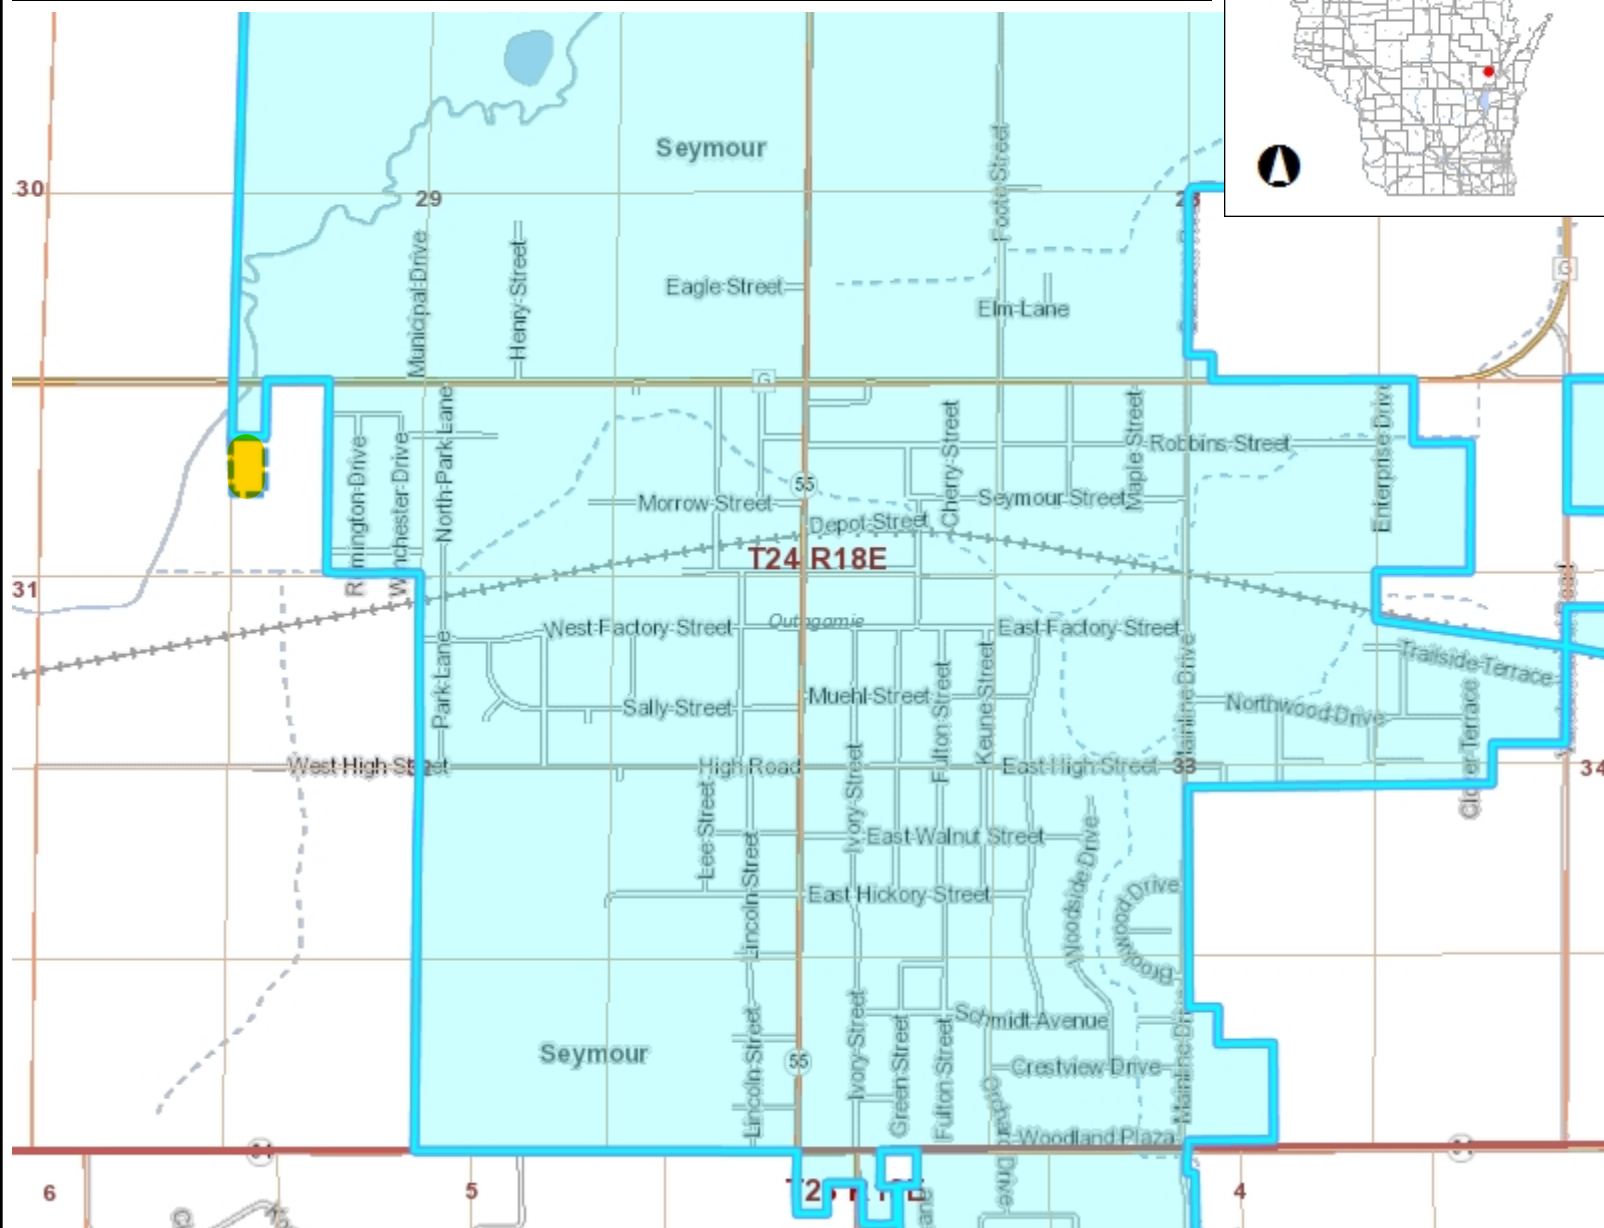 Seymour
30
29
Foote Street
G
Municipal Drive
Henry Street
Eagle Street
Elm Lane
G
North Park Lane
Winchester Drive
Cherry Street
Maple Street
Robbins Street
Enterprise Drive
55
Morrow Street
Seymour Street
Depot Street
T24 R18E
31
Outagamie
West Factory Street
East Factory Street
Park Lane
Muehl Street
Fulton Street
Keune Street
Mainline Drive
Trailside Terrace
Sally Street
Northwood Drive
West High Street
High Road
East High Street
33
34
Ivory Street
Lee Street
Lincoln Street
East Walnut Street
Woodside Drive
East Hickory Street
Brookwood Drive
Lincoln Street
Ivory Street
Green Street
Fulton Street
Schmidt Avenue
Seymour
55
Crestview Drive
Mainline Drive
Woodland Plaza
6
5
4